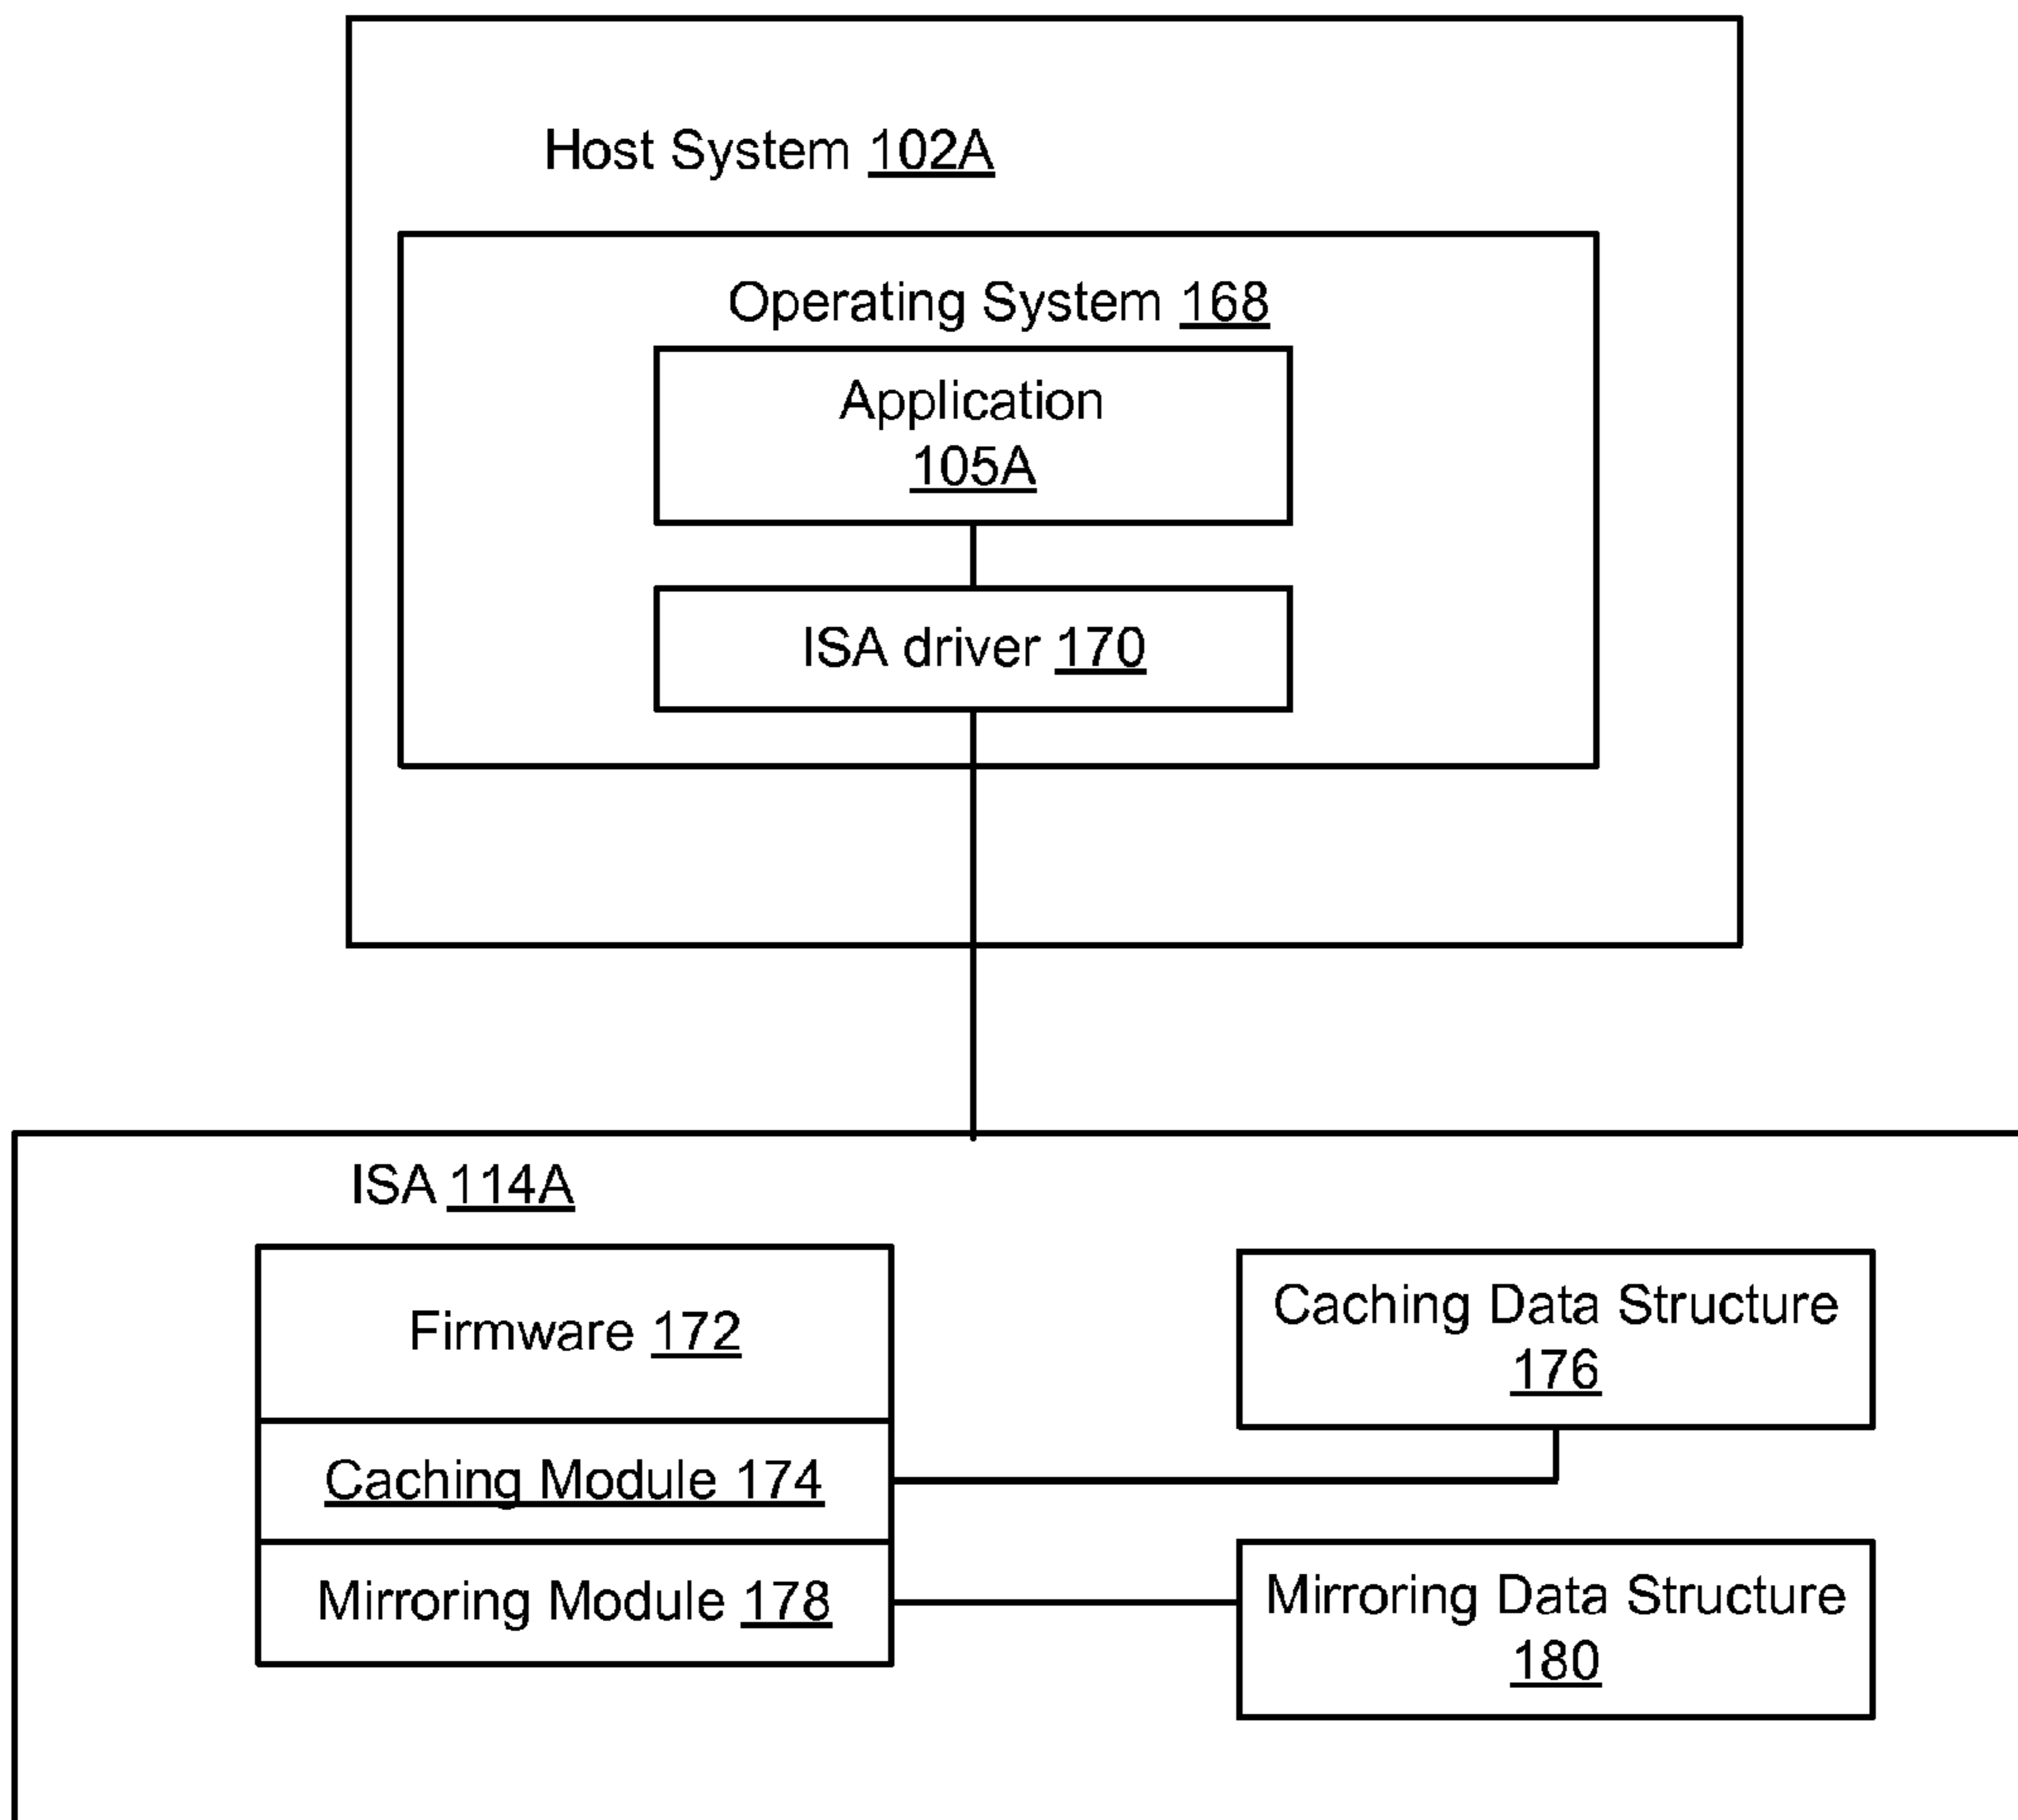 Host System 102A
Operating System 168
Application
105A
ISA driver 170
ISA 114A
Firmware 172
Caching Module 174
Mirroring Module 178
Caching Data Structure
176
Mirroring Data Structure
180